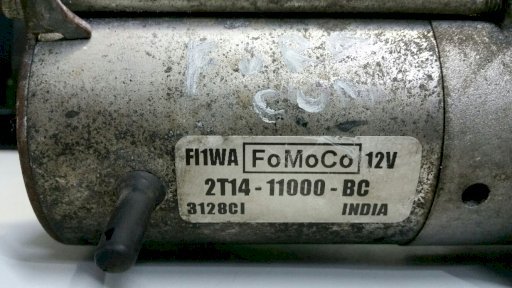 FI1WA FoMoCo 12V
2T14-11000-BC
3128CI INDIA